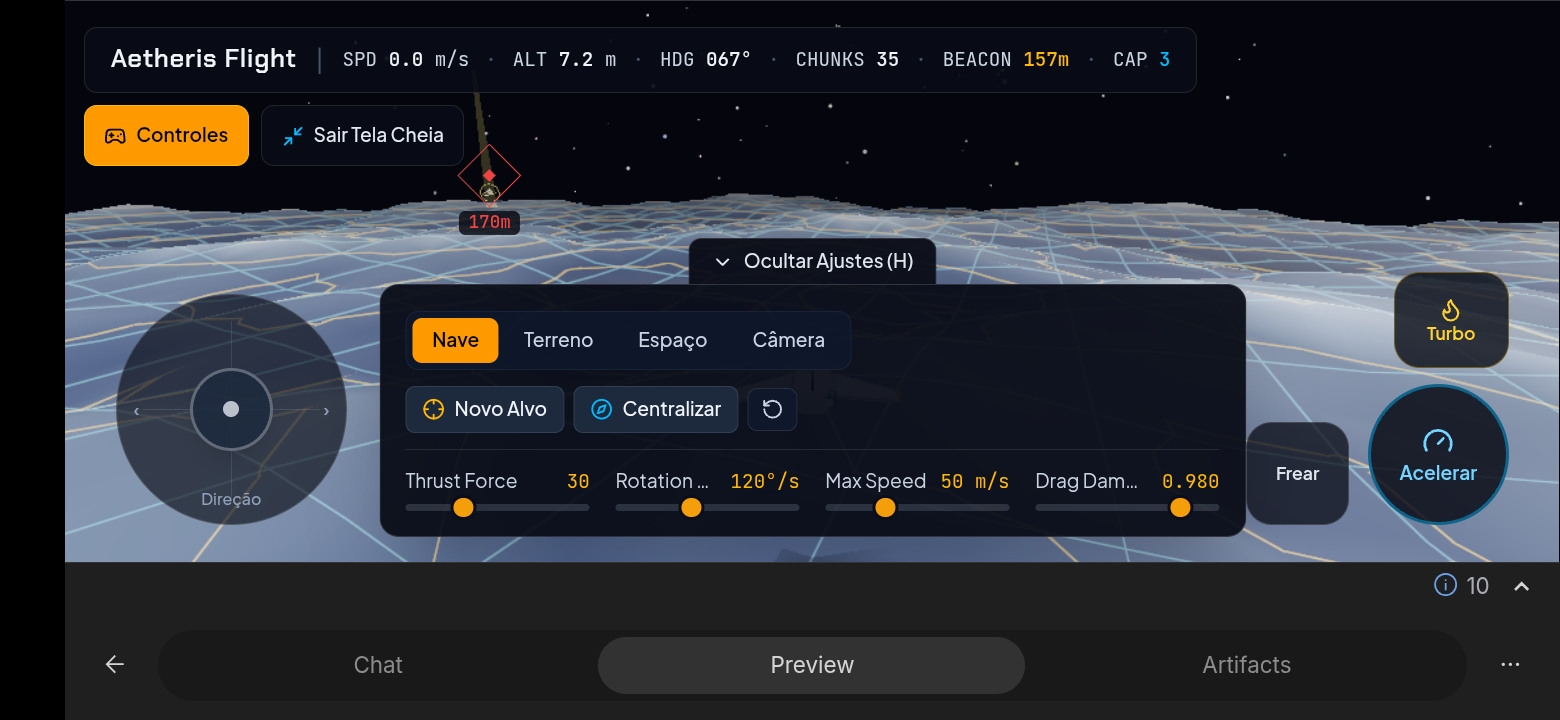 Aetheris Flight | SPD 0.0 m/s · ALT 7.2 m · HDG 067° · CHUNKS 35 · BEACON 157m · CAP 3
Controles
Sair Tela Cheia
170m
Ocultar Ajustes (H)
Nave Terreno Espaço Câmera
Novo Alvo Centralizar
Thrust Force 30 Rotation ... 120°/s Max Speed 50 m/s Drag Dam... 0.980
‹ ›
Direção
Turbo
Frear
Acelerar
10
Chat Preview Artifacts